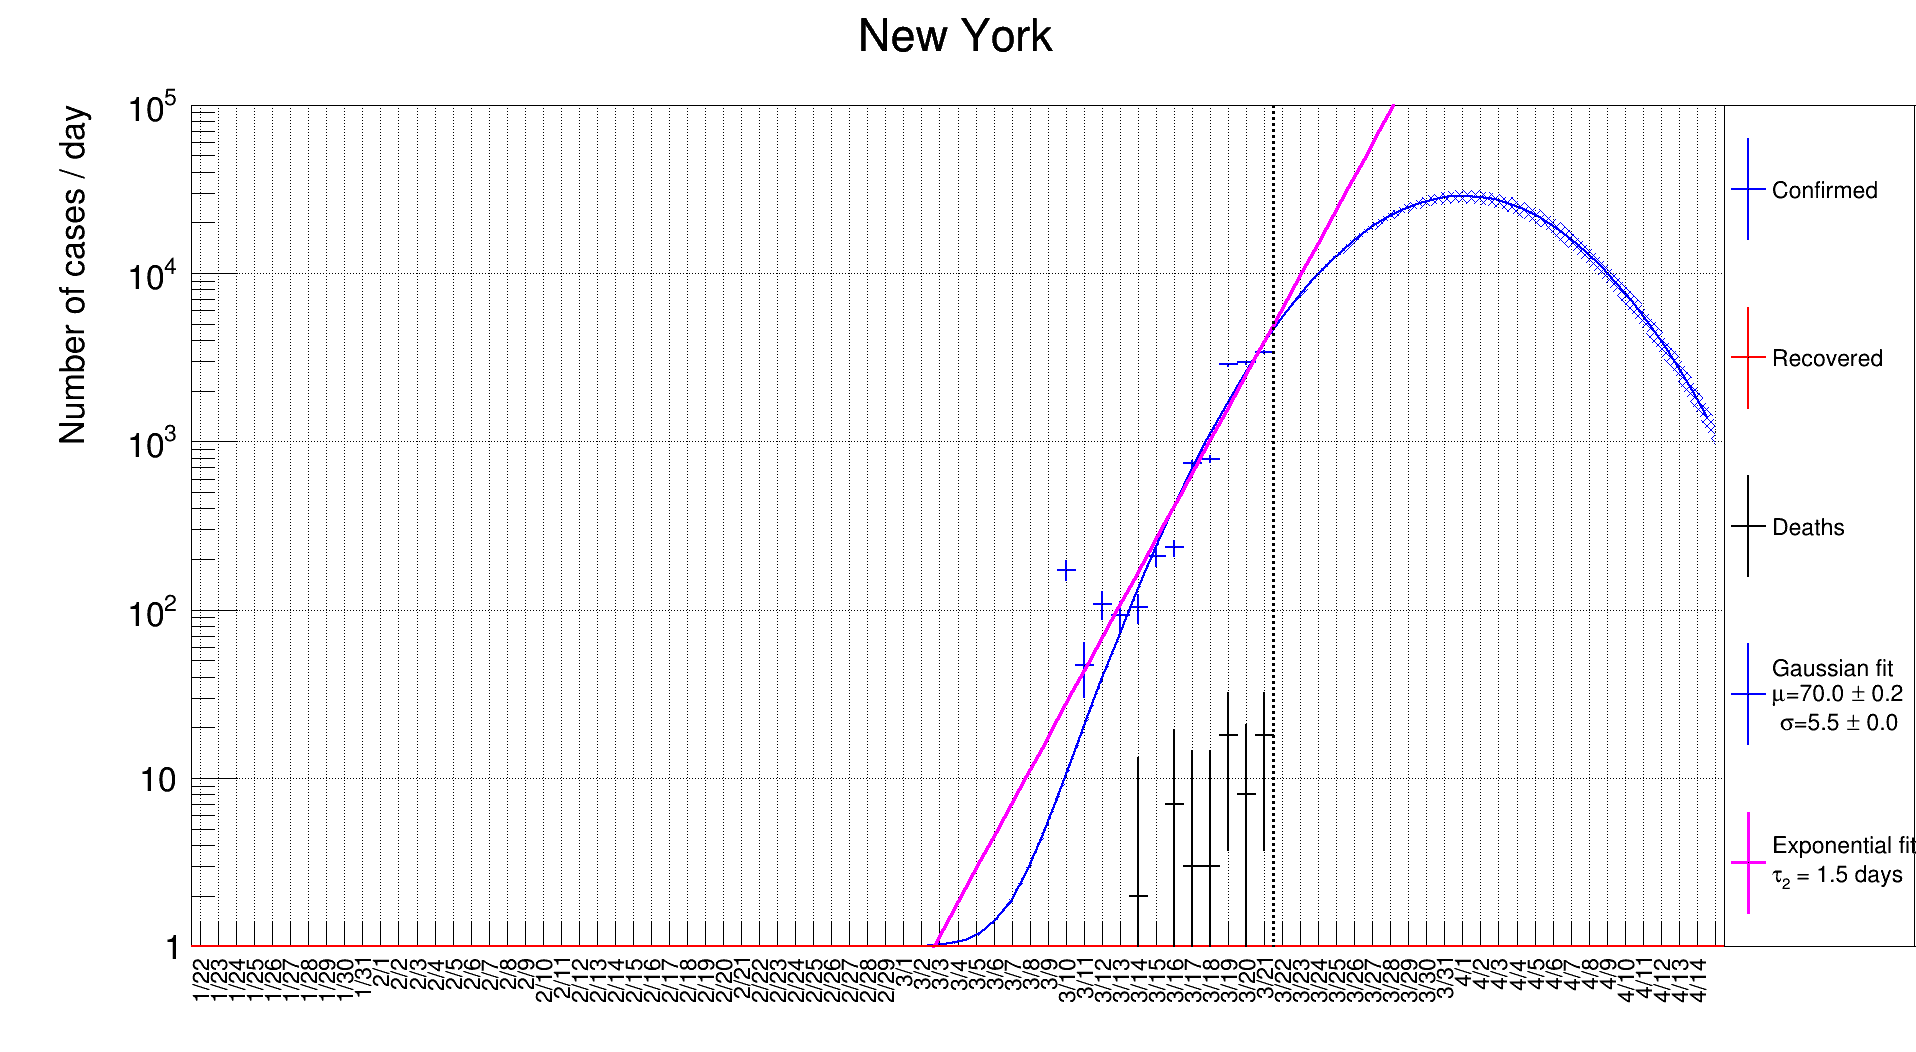 New York
Number of cases / day
10⁵
10⁴
10³
10²
10
1
1/22 1/23 1/24 1/25 1/26 1/27 1/28 1/29 1/30 1/31 2/1 2/2 2/3 2/4 2/5 2/6 2/7 2/8 2/9 2/10 2/11 2/12 2/13 2/14 2/15 2/16 2/17 2/18 2/19 2/20 2/21 2/22 2/23 2/24 2/25 2/26 2/27 2/28 2/29 3/1 3/2 3/3 3/4 3/5 3/6 3/7 3/8 3/9 3/10 3/11 3/12 3/13 3/14 3/15 3/16 3/17 3/18 3/19 3/20 3/21 3/22 3/23 3/24 3/25 3/26 3/27 3/28 3/29 3/30 3/31 4/1 4/2 4/3 4/4 4/5 4/6 4/7 4/8 4/9 4/10 4/11 4/12 4/13 4/14
Confirmed
Recovered
Deaths
Gaussian fit
μ=70.0 ± 0.2
σ=5.5 ± 0.0
Exponential fit
τ₂ = 1.5 days